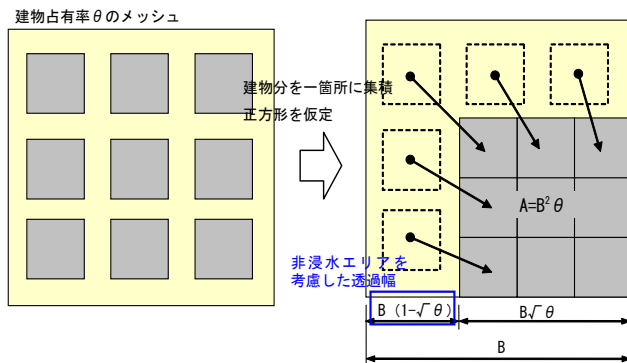 建物占有率θのメッシュ
建物分を一箇所に集積
正方形を仮定
A=B²θ
非浸水エリアを
考慮した透過幅
B (1-√θ)
B√θ
B